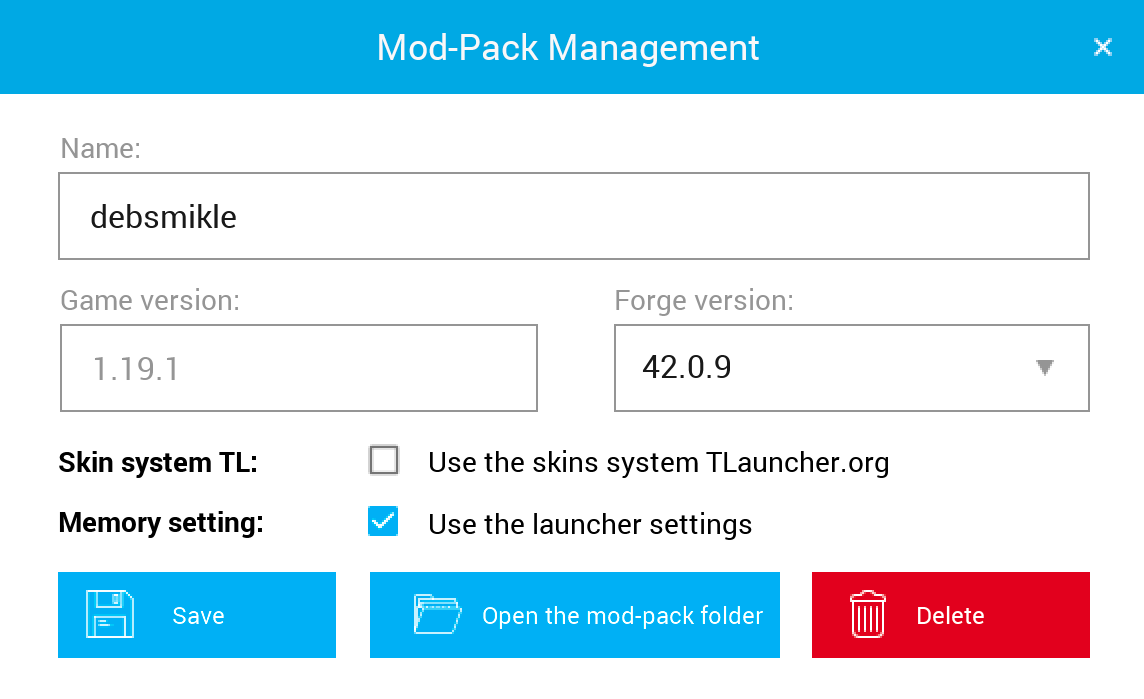 Mod-Pack Management
Name:
debsmikle
Game version:
Forge version:
1.19.1
42.0.9
Skin system TL:
Use the skins system TLauncher.org
Memory setting:
Use the launcher settings
Save
Open the mod-pack folder
Delete